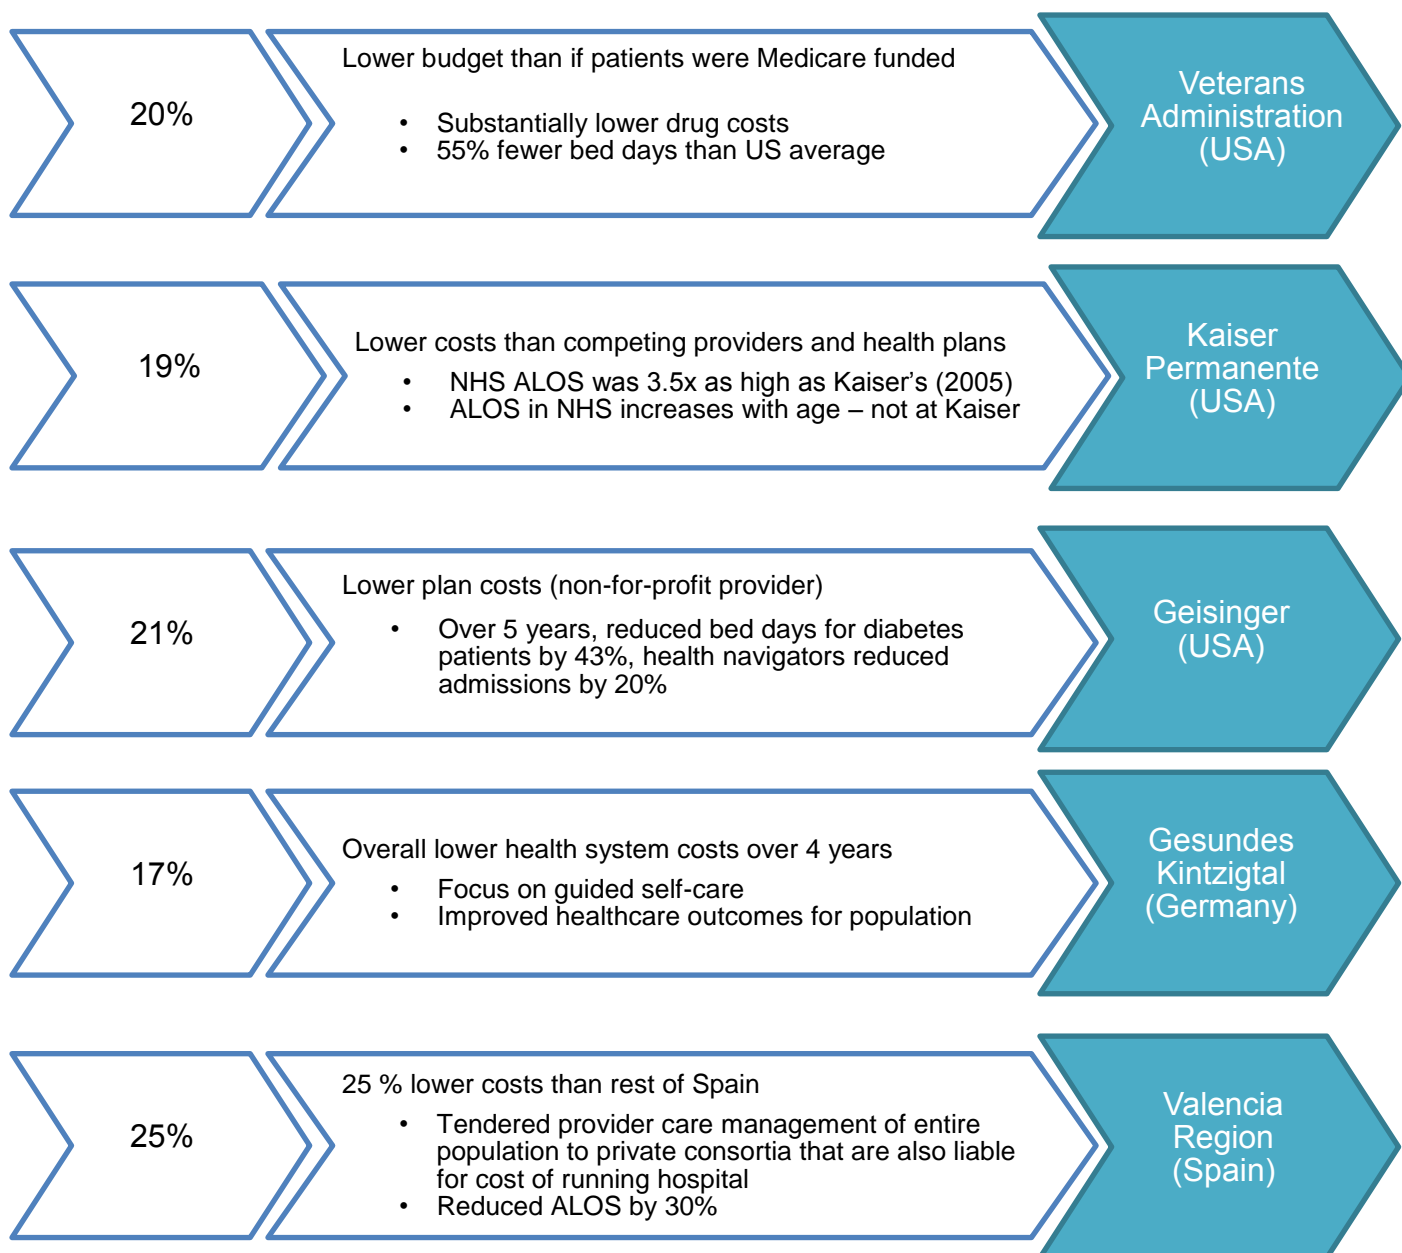 20%
Lower budget than if patients were Medicare funded
• Substantially lower drug costs
• 55% fewer bed days than US average
Veterans
Administration
(USA)
19%
Lower costs than competing providers and health plans
• NHS ALOS was 3.5x as high as Kaiser’s (2005)
• ALOS in NHS increases with age – not at Kaiser
Kaiser
Permanente
(USA)
21%
Lower plan costs (non-for-profit provider)
• Over 5 years, reduced bed days for diabetes
patients by 43%, health navigators reduced
admissions by 20%
Geisinger
(USA)
17%
Overall lower health system costs over 4 years
• Focus on guided self-care
• Improved healthcare outcomes for population
Gesundes
Kintzigtal
(Germany)
25%
25 % lower costs than rest of Spain
• Tendered provider care management of entire
population to private consortia that are also liable
for cost of running hospital
• Reduced ALOS by 30%
Valencia
Region
(Spain)